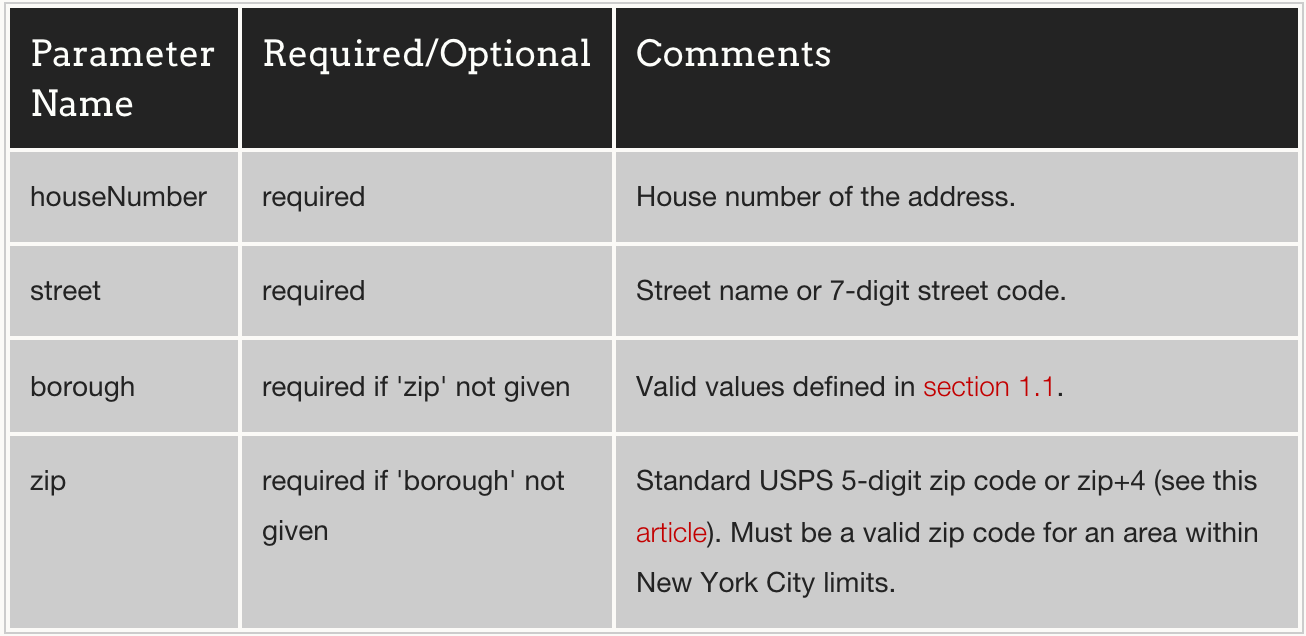 Parameter Name
Required/Optional
Comments
houseNumber
required
House number of the address.
street
required
Street name or 7-digit street code.
borough
required if 'zip' not given
Valid values defined in section 1.1.
zip
required if 'borough' not
given
Standard USPS 5-digit zip code or zip+4 (see this
article). Must be a valid zip code for an area within
New York City limits.